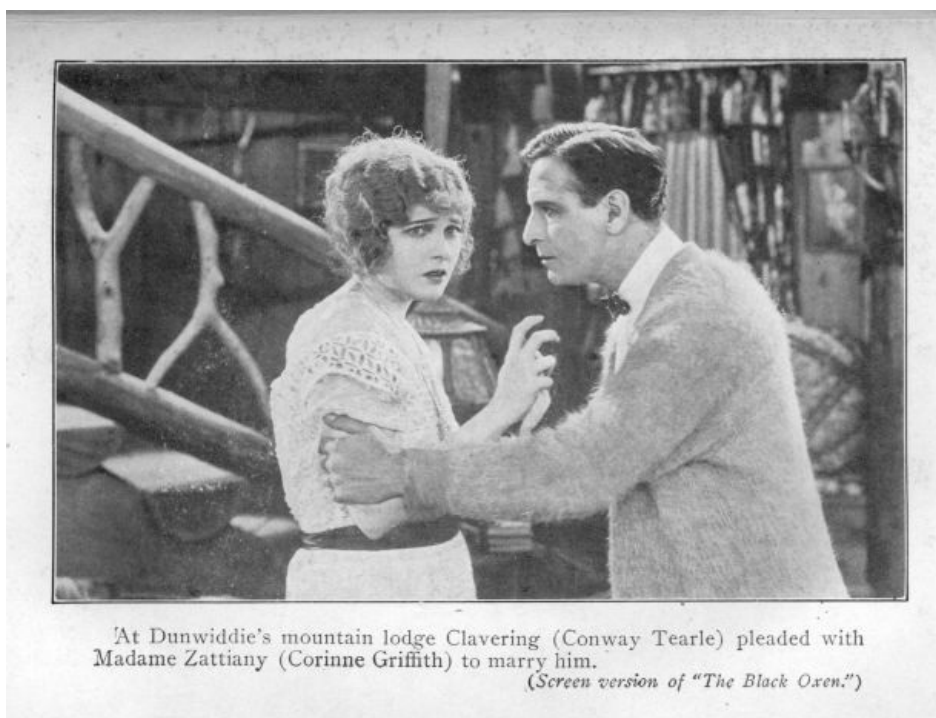 'At Dunwiddie's mountain lodge Clavering (Conway Tearle) pleaded with
Madame Zattiany (Corinne Griffith) to marry him.
(Screen version of "The Black Oxen.")